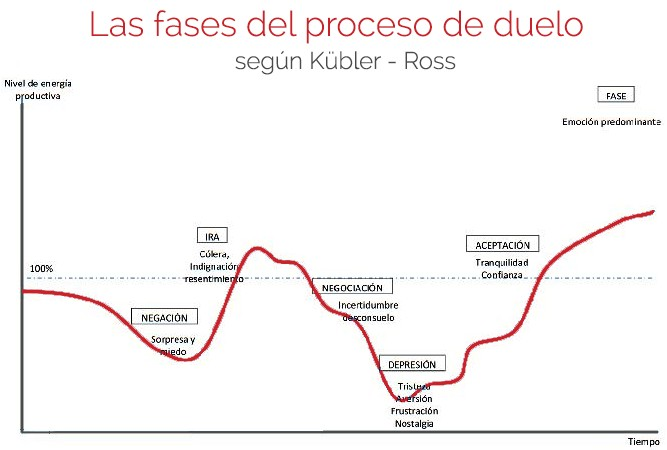 Las fases del proceso de duelo
según Kübler - Ross
Nivel de energía
productiva
FASE
Emoción predominante
IRA
Cólera,
Indignación
resentimiento
ACEPTACIÓN
Tranquilidad
Confianza
100%
NEGOCIACIÓN
Incertidumbre
desconsuelo
NEGACIÓN
Sorpresa y
miedo
DEPRESIÓN
Tristeza
Aversión
Frustración
Nostalgia
Tiempo